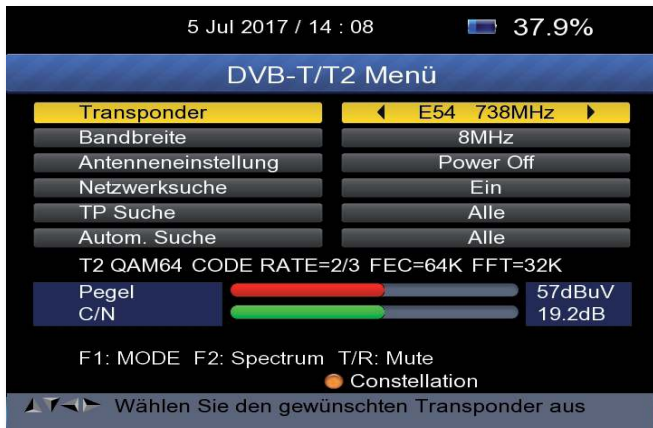 5 Jul 2017 / 14 : 08 37.9%
DVB-T/T2 Menü
Transponder E54 738MHz
Bandbreite 8MHz
Antenneneinstellung Power Off
Netzwerksuche Ein
TP Suche Alle
Autom. Suche Alle
T2 QAM64 CODE RATE=2/3 FEC=64K FFT=32K
Pegel 57dBuV
C/N 19.2dB
F1: MODE F2: Spectrum T/R: Mute
Constellation
Wählen Sie den gewünschten Transponder aus